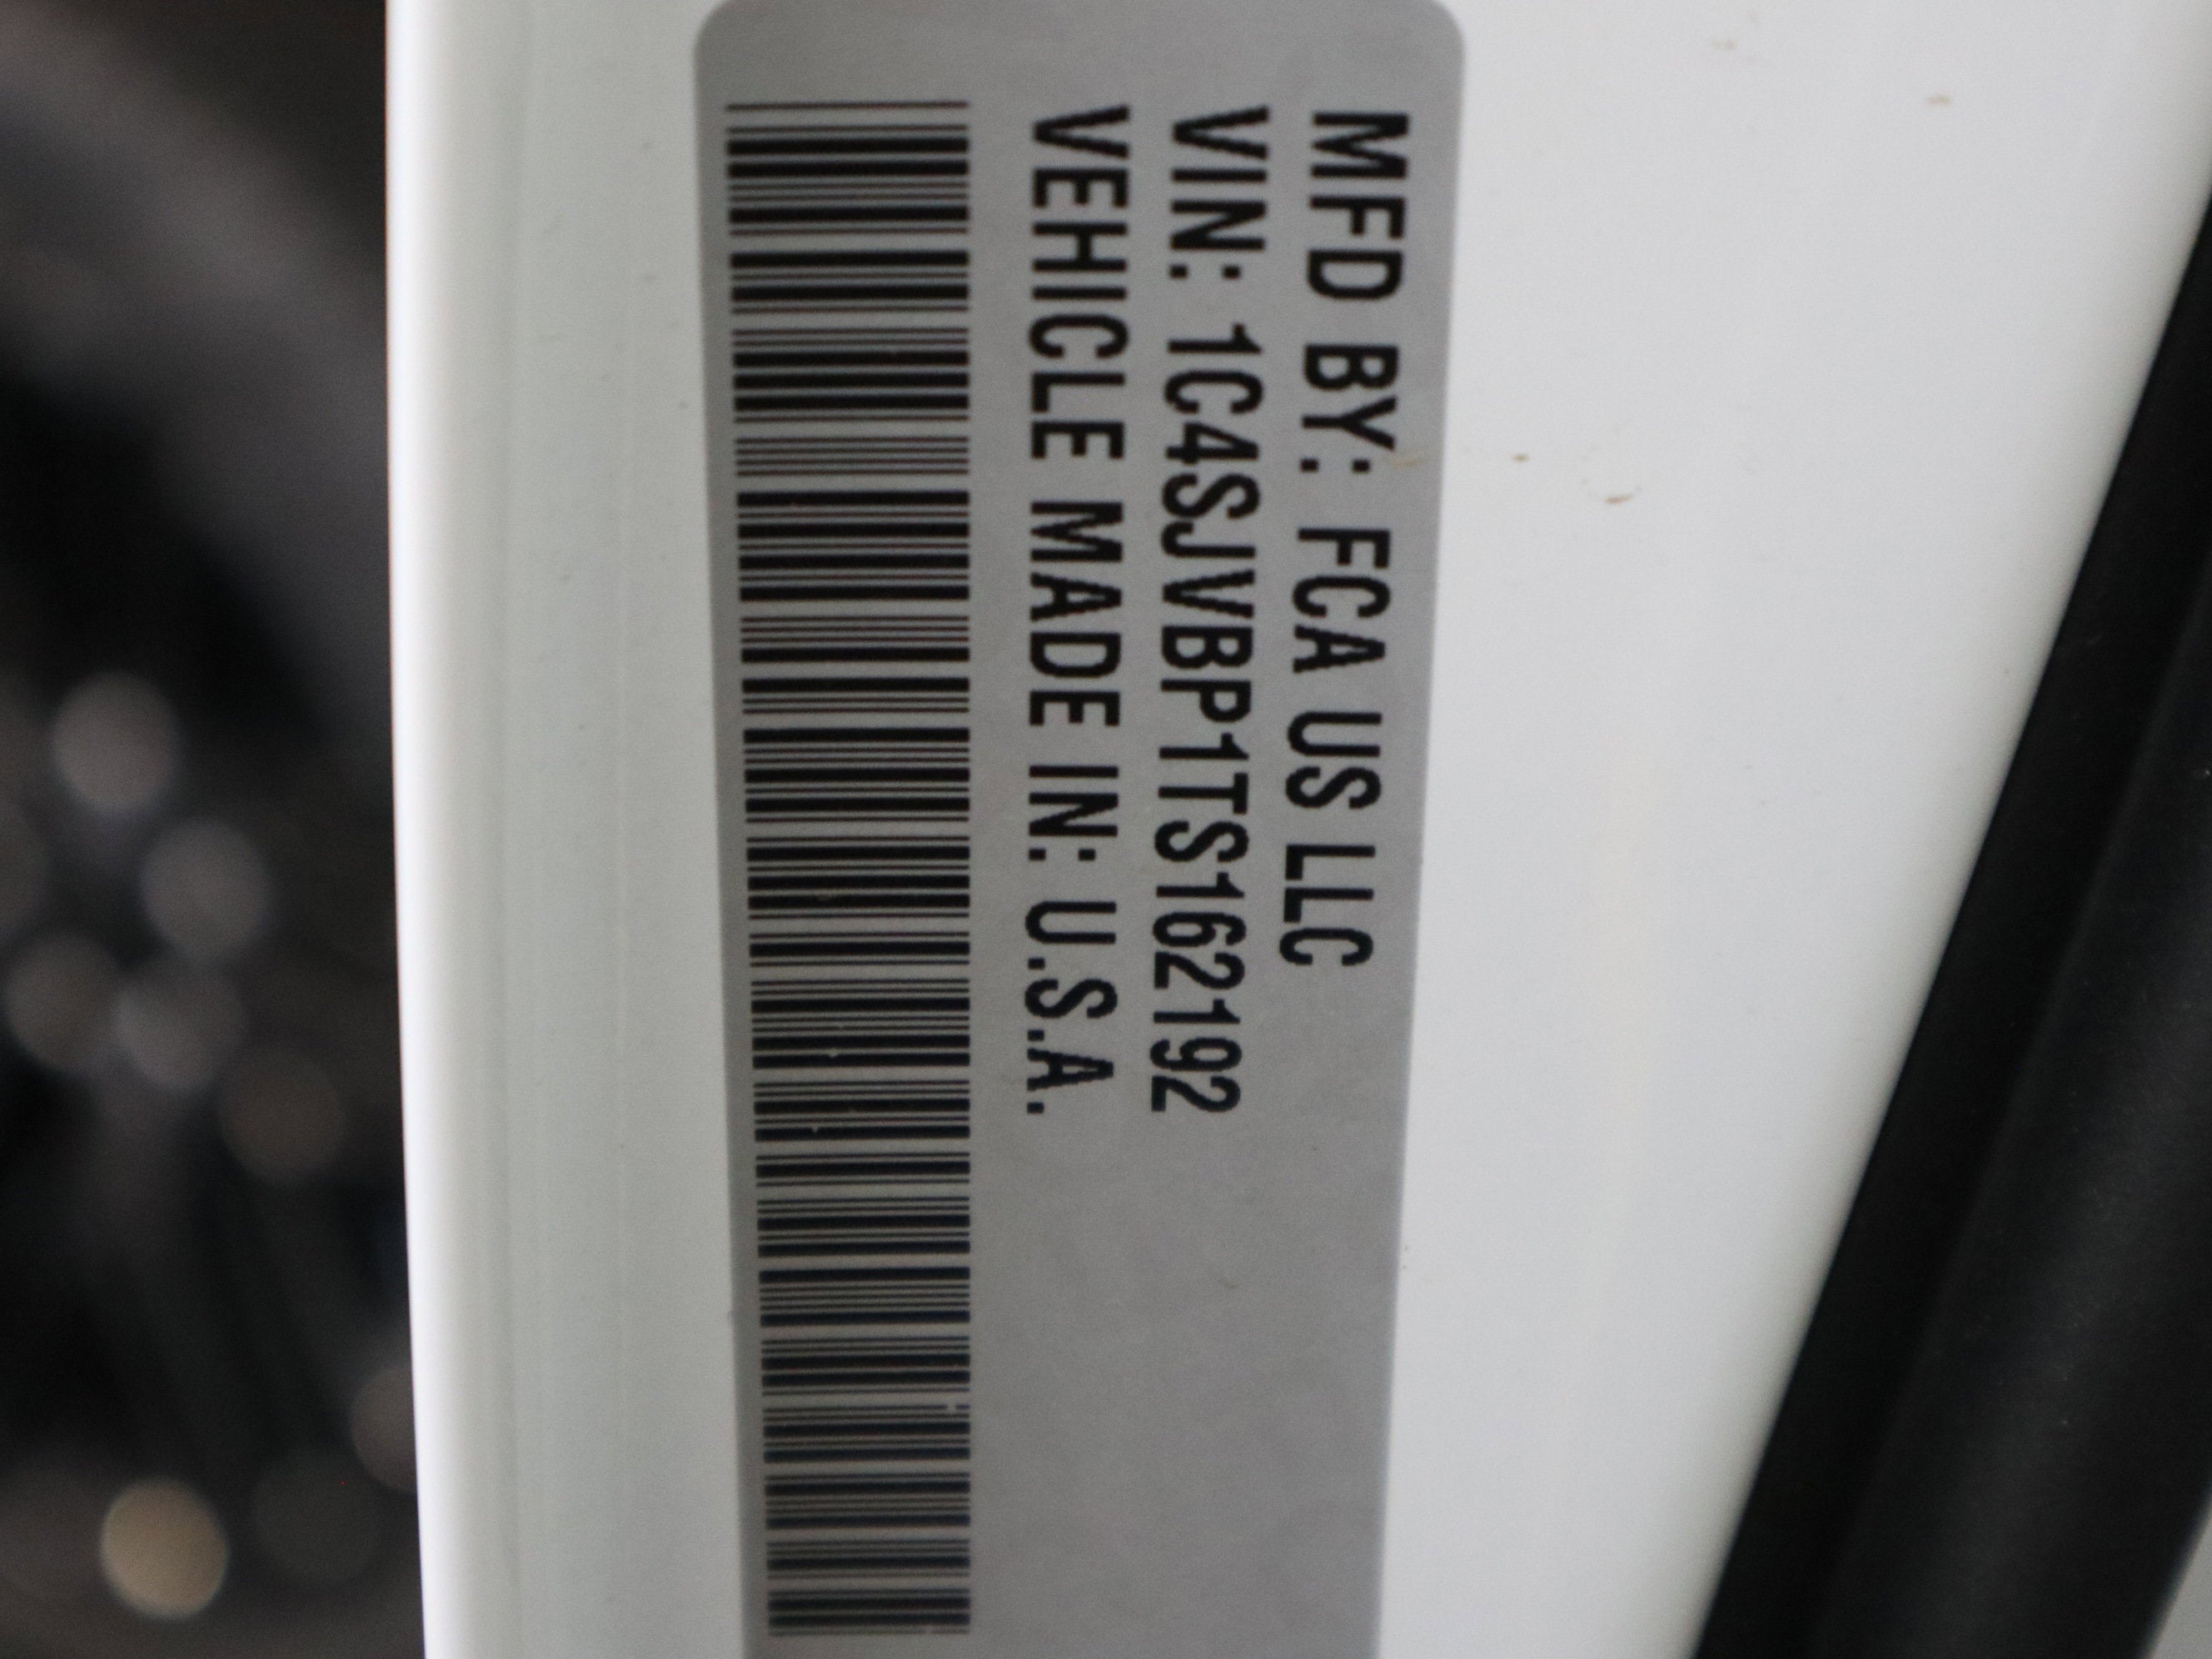 MFD BY: FCA US LLC
VIN: 1C4SJVBP1TS162192
VEHICLE MADE IN: U.S.A.